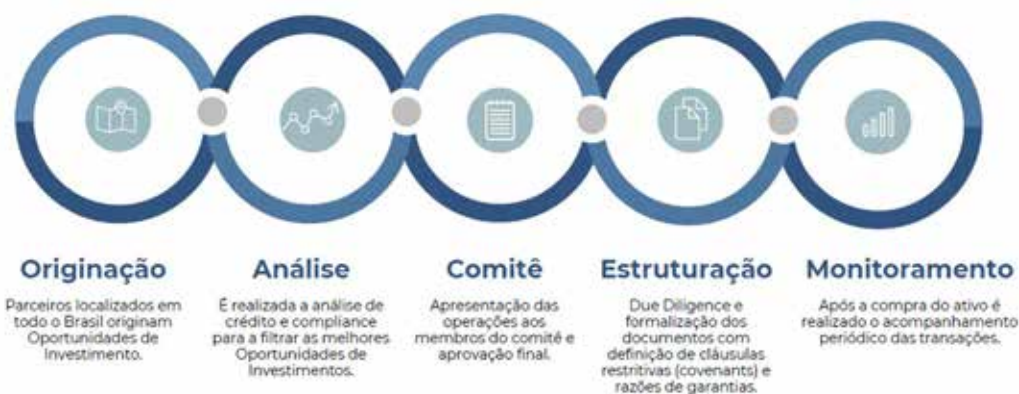 Originação
Parceiros localizados em
todo o Brasil originam
Oportunidades de
Investimento.
Análise
É realizada a análise de
crédito e compliance
para a filtrar as melhores
Oportunidades de
Investimentos.
Comitê
Apresentação das
operações aos
membros do comitê e
aprovação final.
Estruturação
Due Diligence e
formalização dos
documentos com
definição de cláusulas
restritivas (covenants) e
razões de garantias.
Monitoramento
Após a compra do ativo é
realizado o acompanhamento
periódico das transações.